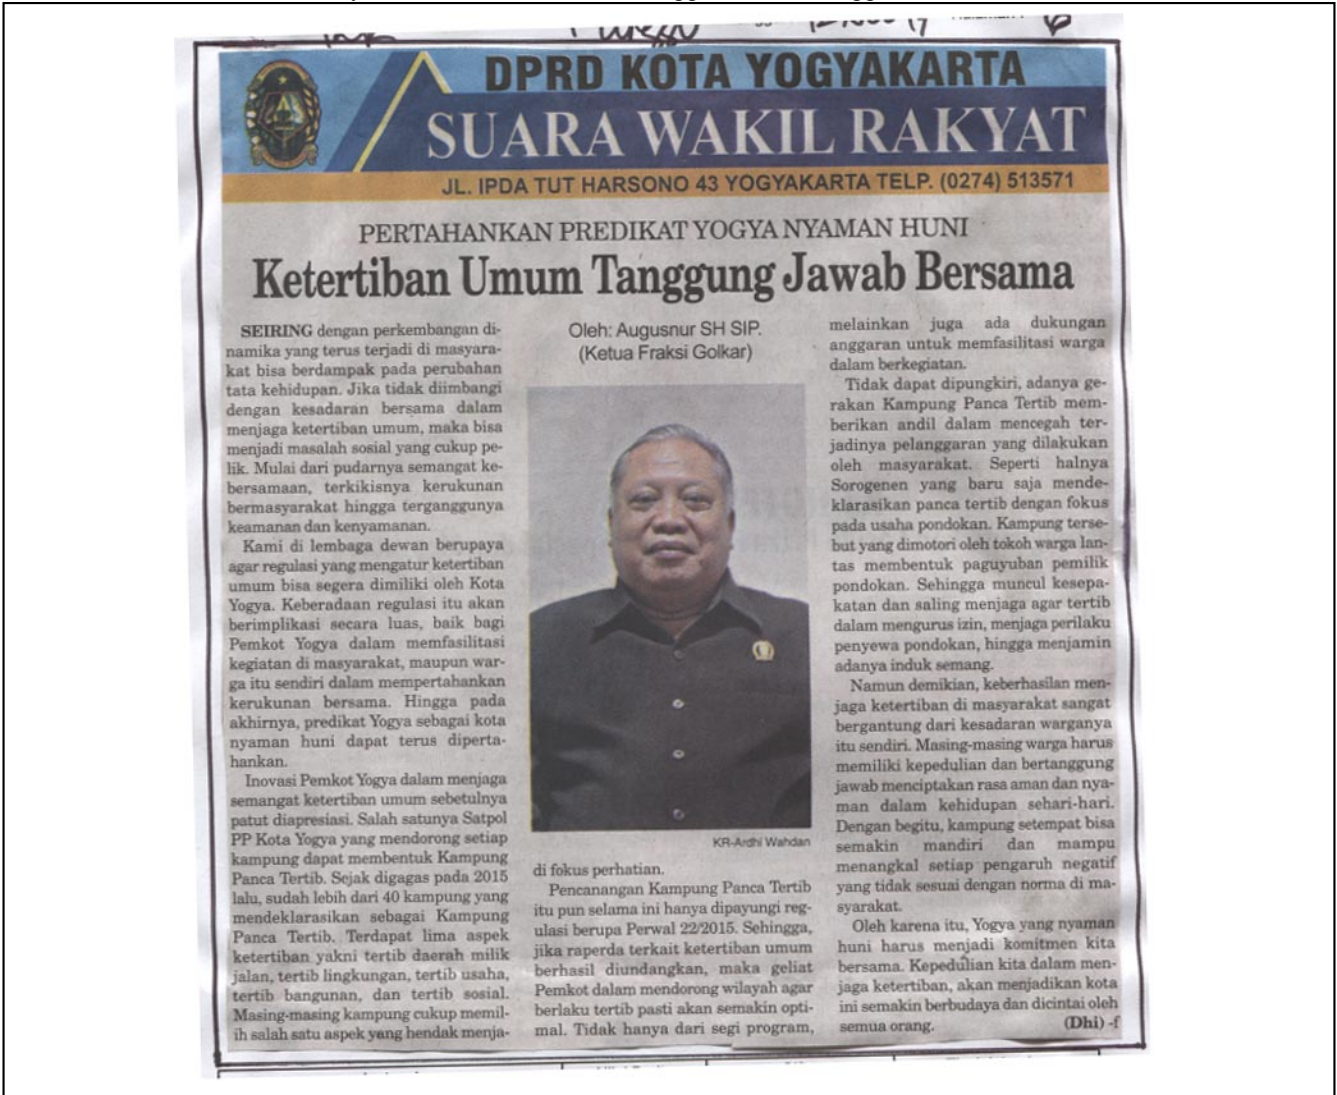 DPRD KOTA YOGYAKARTA
SUARA WAKIL RAKYAT
JL. IPDA TUT HARSONO 43 YOGYAKARTA TELP. (0274) 513571
PERTAHANKAN PREDIKAT YOGYA NYAMAN HUNI
Ketertiban Umum Tanggung Jawab Bersama
SEIRING dengan perkembangan di-
namika yang terus terjadi di masyara-
kat bisa berdampak pada perubahan
tata kehidupan. Jika tidak diimbangi
dengan kesadaran bersama dalam
menjaga ketertiban umum, maka bisa
menjadi masalah sosial yang cukup pe-
lik. Mulai dari pudarnya semangat ke-
bersamaan, terkikisnya kerukunan
bermasyarakat hingga terganggunya
keamanan dan kenyamanan.
Kami di lembaga dewan berupaya
agar regulasi yang mengatur ketertiban
umum bisa segera dimiliki oleh Kota
Yogya. Keberadaan regulasi itu akan
berimplikasi secara luas, baik bagi
Pemkot Yogya dalam memfasilitasi
kegiatan di masyarakat, maupun war-
ga itu sendiri dalam mempertahankan
kerukunan bersama. Hingga pada
akhirnya, predikat Yogya sebagai kota
nyaman huni dapat terus diperta-
hankan.
Inovasi Pemkot Yogya dalam menjaga
semangat ketertiban umum sebetulnya
patut diapresiasi. Salah satunya Satpol
PP Kota Yogya yang mendorong setiap
kampung dapat membentuk Kampung
Panca Tertib. Sejak digagas pada 2015
lalu, sudah lebih dari 40 kampung yang
mendeklarasikan sebagai Kampung
Panca Tertib. Terdapat lima aspek
ketertiban yakni tertib daerah milik
jalan, tertib lingkungan, tertib usaha,
tertib bangunan, dan tertib sosial.
Masing-masing kampung cukup memil-
ih salah satu aspek yang hendak menja-
Oleh: Augusnur SH SIP.
(Ketua Fraksi Golkar)
KR-Ardhi Wahdan
di fokus perhatian.
Pencanangan Kampung Panca Tertib
itu pun selama ini hanya dipayungi reg-
ulasi berupa Perwal 22/2015. Sehingga,
jika raperda terkait ketertiban umum
berhasil diundangkan, maka geliat
Pemkot dalam mendorong wilayah agar
berlaku tertib pasti akan semakin opti-
mal. Tidak hanya dari segi program,
melainkan juga ada dukungan
anggaran untuk memfasilitasi warga
dalam berkegiatan.
Tidak dapat dipungkiri, adanya ge-
rakan Kampung Panca Tertib mem-
berikan andil dalam mencegah ter-
jadinya pelanggaran yang dilakukan
oleh masyarakat. Seperti halnya
Sorogenen yang baru saja mende-
klarasikan panca tertib dengan fokus
pada usaha pondokan. Kampung terse-
but yang dimotori oleh tokoh warga lan-
tas membentuk paguyuban pemilik
pondokan. Sehingga muncul kesepa-
katan dan saling menjaga agar tertib
dalam mengurus izin, menjaga perilaku
penyewa pondokan, hingga menjamin
adanya induk semang.
Namun demikian, keberhasilan men-
jaga ketertiban di masyarakat sangat
bergantung dari kesadaran warganya
itu sendiri. Masing-masing warga harus
memiliki kepedulian dan bertanggung
jawab menciptakan rasa aman dan nya-
man dalam kehidupan sehari-hari.
Dengan begitu, kampung setempat bisa
semakin mandiri dan mampu
menangkal setiap pengaruh negatif
yang tidak sesuai dengan norma di ma-
syarakat.
Oleh karena itu, Yogya yang nyaman
huni harus menjadi komitmen kita
bersama. Kepedulian kita dalam men-
jaga ketertiban, akan menjadikan kota
ini semakin berbudaya dan dicintai oleh
semua orang. (Dhi) -f